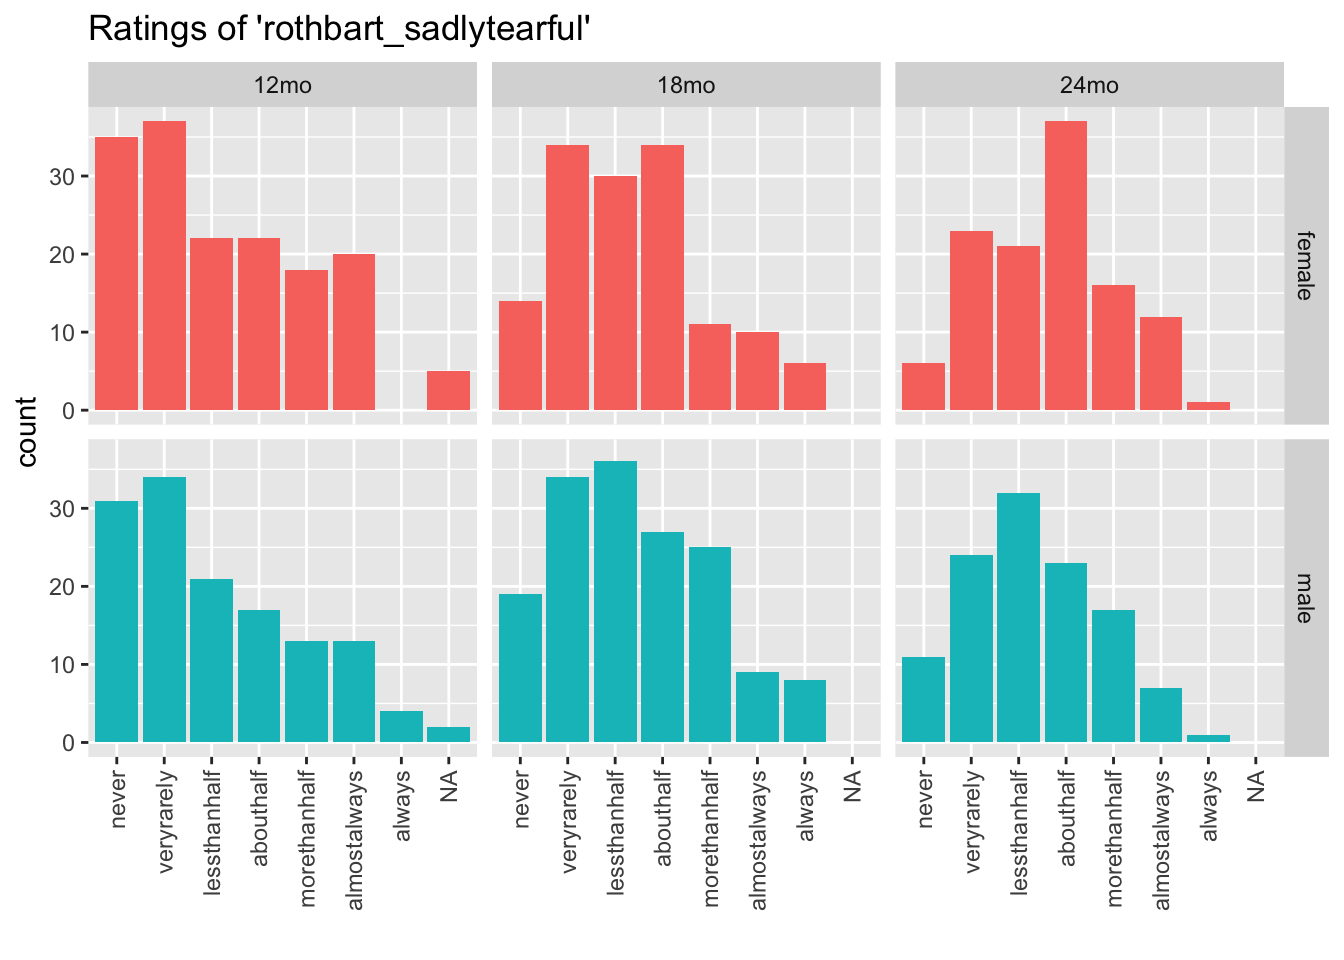 Ratings of 'rothbart_sadlytearful'
12mo
18mo
24mo
count
30
20
10
0
female
30
20
10
0
male
never
veryrarely
lessthanhalf
abouthalf
morethanhalf
almostalways
always
NA
never
veryrarely
lessthanhalf
abouthalf
morethanhalf
almostalways
always
NA
never
veryrarely
lessthanhalf
abouthalf
morethanhalf
almostalways
always
NA